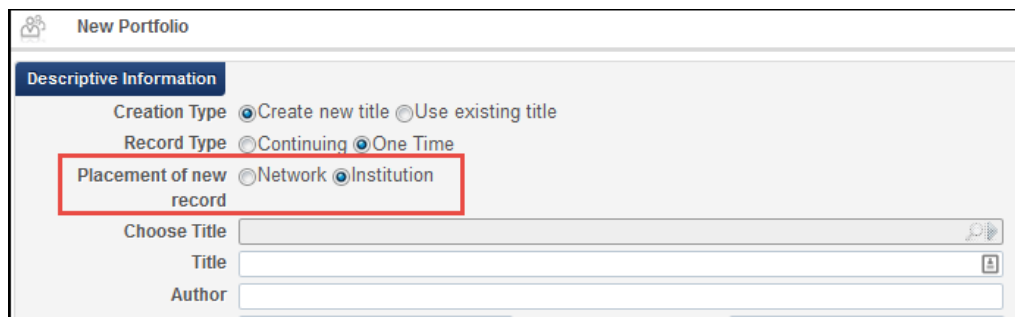 New Portfolio
Descriptive Information
Creation Type Create new title Use existing title
Record Type Continuing One Time
Placement of new record Network Institution
Choose Title
Title
Author